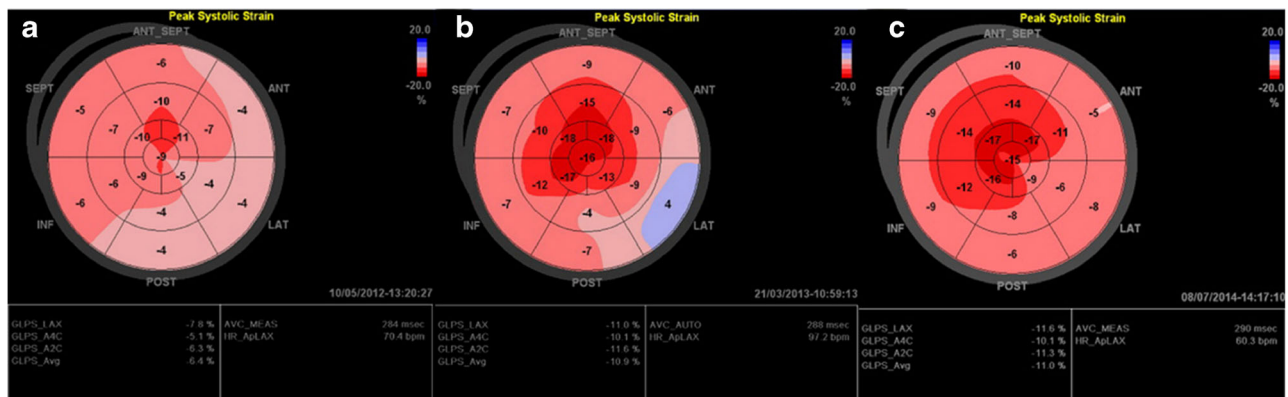 a
Peak Systolic Strain
ANT_SEPT
20.0
-20.0
%
SEPT
ANT
INF
LAT
POST
-6
-5
-4
-10
-7
-7
-10
-11
-9
-9
-5
-6
-4
-6
-4
-4
-4
10/05/2012-13:20:27
GLPS_LAX -7.8 %
GLPS_A4C -5.1 %
GLPS_A2C -6.3 %
GLPS_Avg -6.4 %
AVC_MEAS 284 msec
HR_ApLAX 70.4 bpm
b
Peak Systolic Strain
ANT_SEPT
20.0
-20.0
%
SEPT
ANT
INF
LAT
POST
-9
-7
-6
-15
-10
-9
-18
-18
-16
-17
-13
-12
-9
-7
4
-4
-7
21/03/2013-10:59:13
GLPS_LAX -11.0 %
GLPS_A4C -10.1 %
GLPS_A2C -11.6 %
GLPS_Avg -10.9 %
AVC_AUTO 288 msec
HR_ApLAX 97.2 bpm
c
Peak Systolic Strain
ANT_SEPT
20.0
-20.0
%
SEPT
ANT
INF
LAT
POST
-10
-9
-5
-14
-14
-11
-17
-17
-15
-16
-9
-12
-6
-9
-8
-8
-6
08/07/2014-14:17:10
GLPS_LAX -11.6 %
GLPS_A4C -10.1 %
GLPS_A2C -11.3 %
GLPS_Avg -11.0 %
AVC_MEAS 290 msec
HR_ApLAX 60.3 bpm